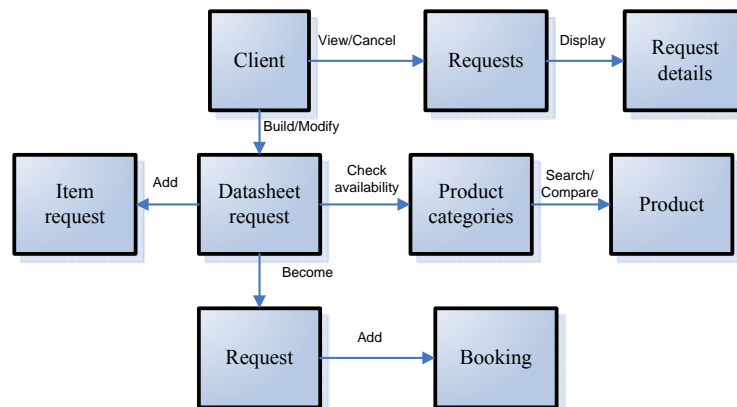 Client
View/Cancel
Requests
Display
Request
details
Build/Modify
Item
request
Add
Datasheet
request
Check
availability
Product
categories
Search/
Compare
Product
Become
Request
Add
Booking